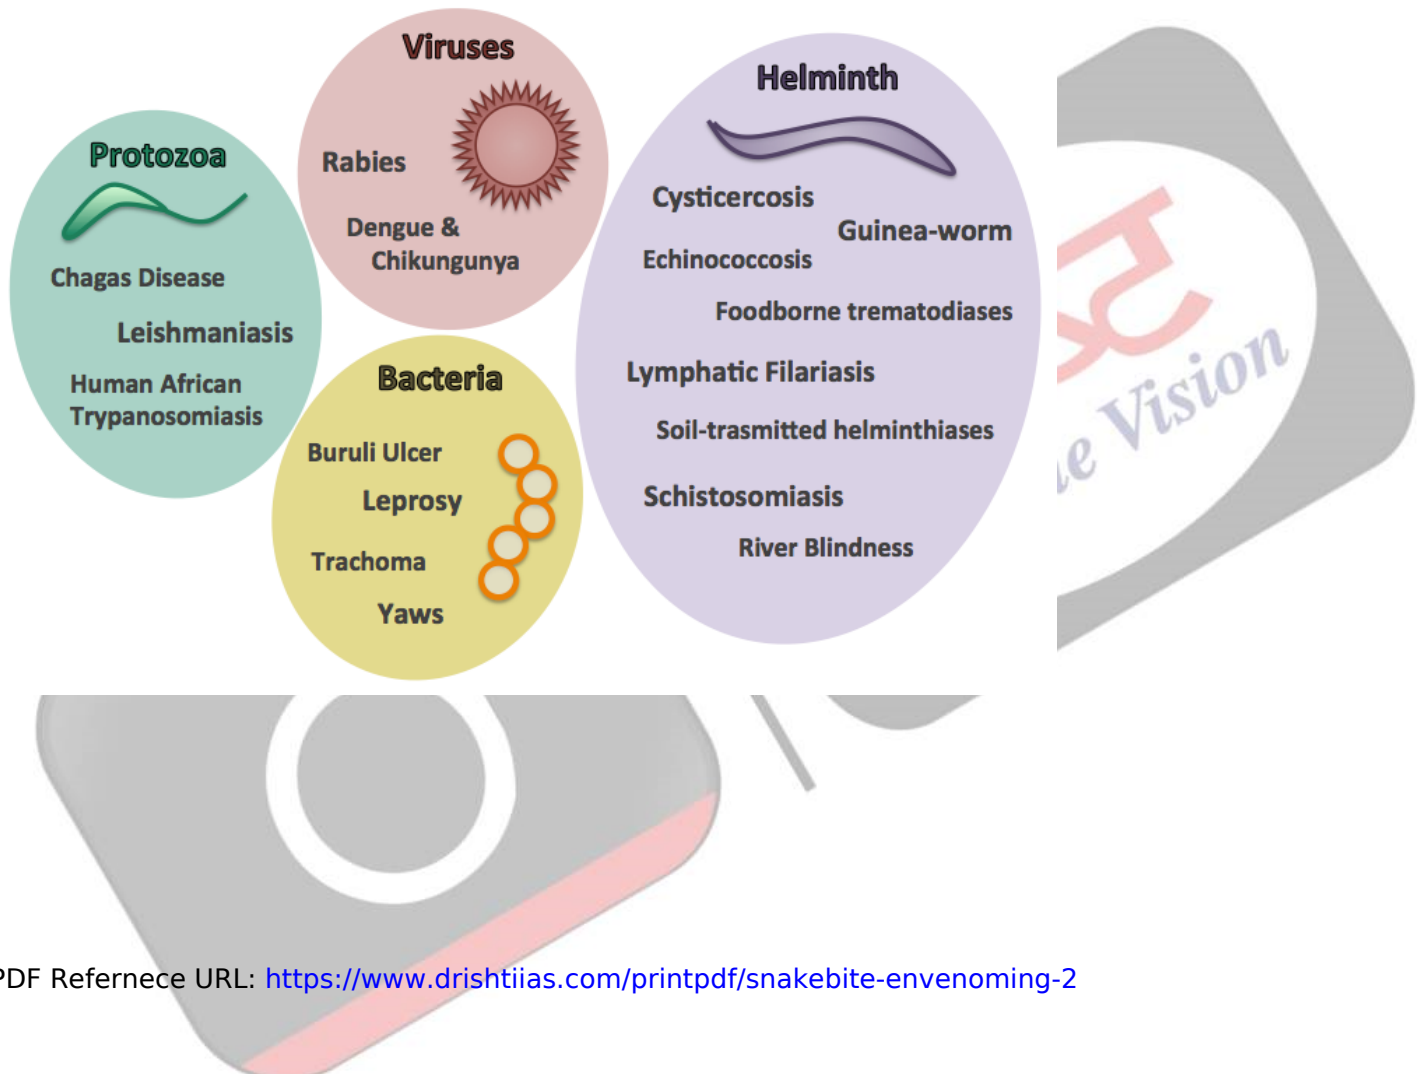 Viruses
Rabies
Dengue &
Chikungunya
Protozoa
Chagas Disease
Leishmaniasis
Human African
Trypanosomiasis
Bacteria
Buruli Ulcer
Leprosy
Trachoma
Yaws
Helminth
Cysticercosis
Guinea-worm
Echinococcosis
Foodborne trematodiases
Lymphatic Filariasis
Soil-trasmitted helminthiases
Schistosomiasis
River Blindness
Vision
PDF Refernece URL: https://www.drishtiias.com/printpdf/snakebite-envenoming-2